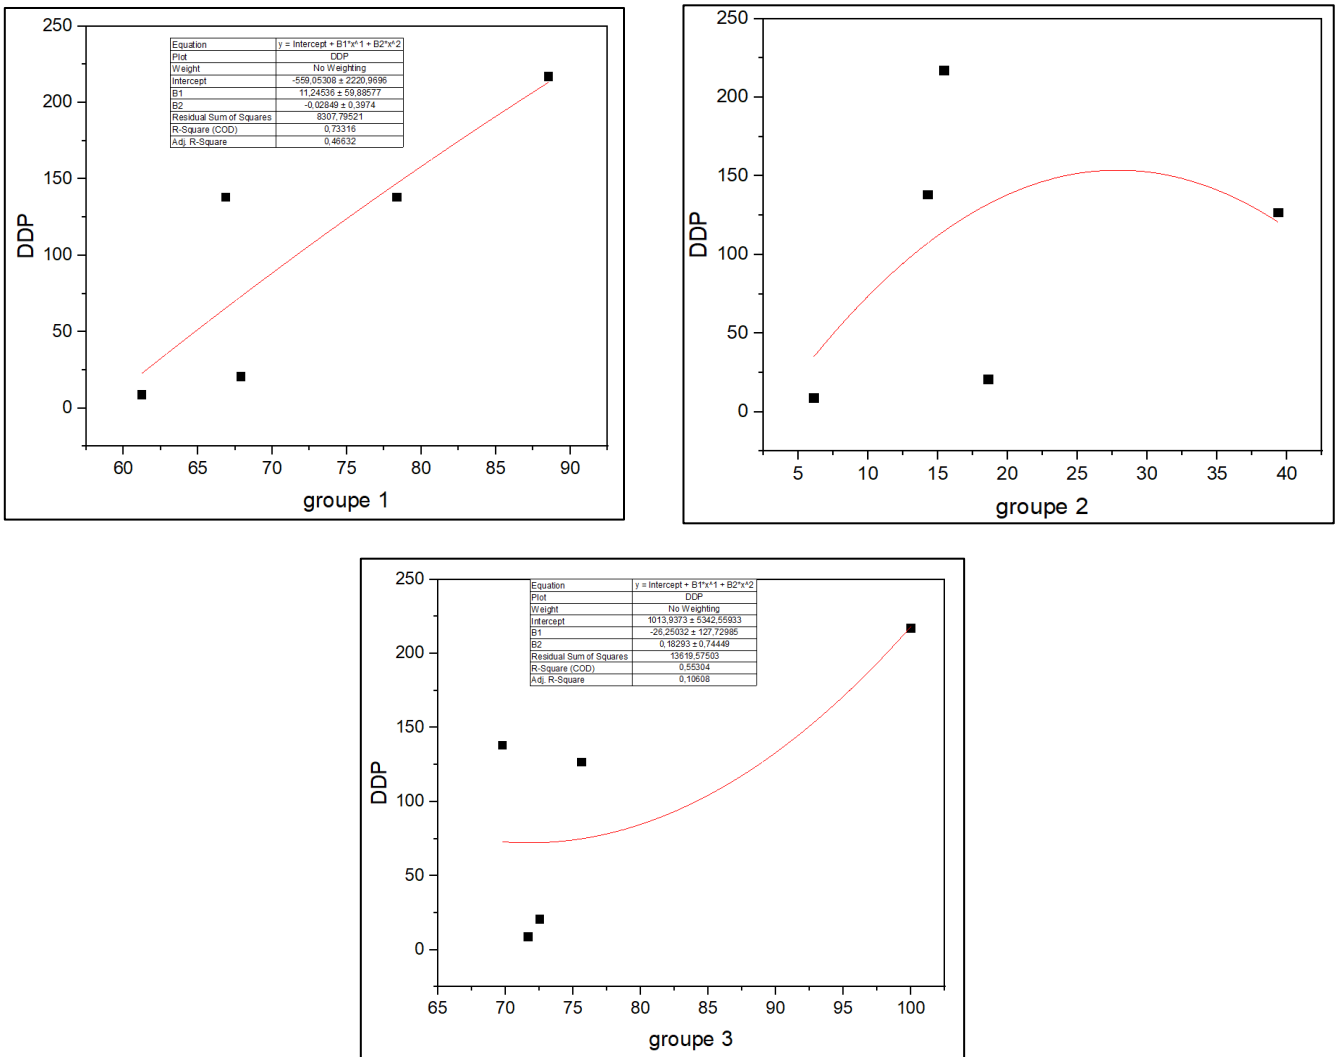 250
200
150
100
50
0
DDP
Equation y = Intercept + B1*x^1 + B2*x^2
Plot DDP
Weight No Weighting
Intercept -559,05308 ± 2220,9696
B1 11,24536 ± 59,88577
B2 -0,02849 ± 0,3974
Residual Sum of Squares 8307,79521
R-Square (COD) 0,73316
Adj. R-Square 0,46632
60 65 70 75 80 85 90
groupe 1
250
200
150
100
50
0
DDP
5 10 15 20 25 30 35 40
groupe 2
250
200
150
100
50
0
DDP
Equation y = Intercept + B1*x^1 + B2*x^2
Plot DDP
Weight No Weighting
Intercept 1013,9373 ± 5342,55933
B1 -26,25032 ± 127,72985
B2 0,18293 ± 0,74449
Residual Sum of Squares 13619,57503
R-Square (COD) 0,55304
Adj. R-Square 0,10608
65 70 75 80 85 90 95 100
groupe 3